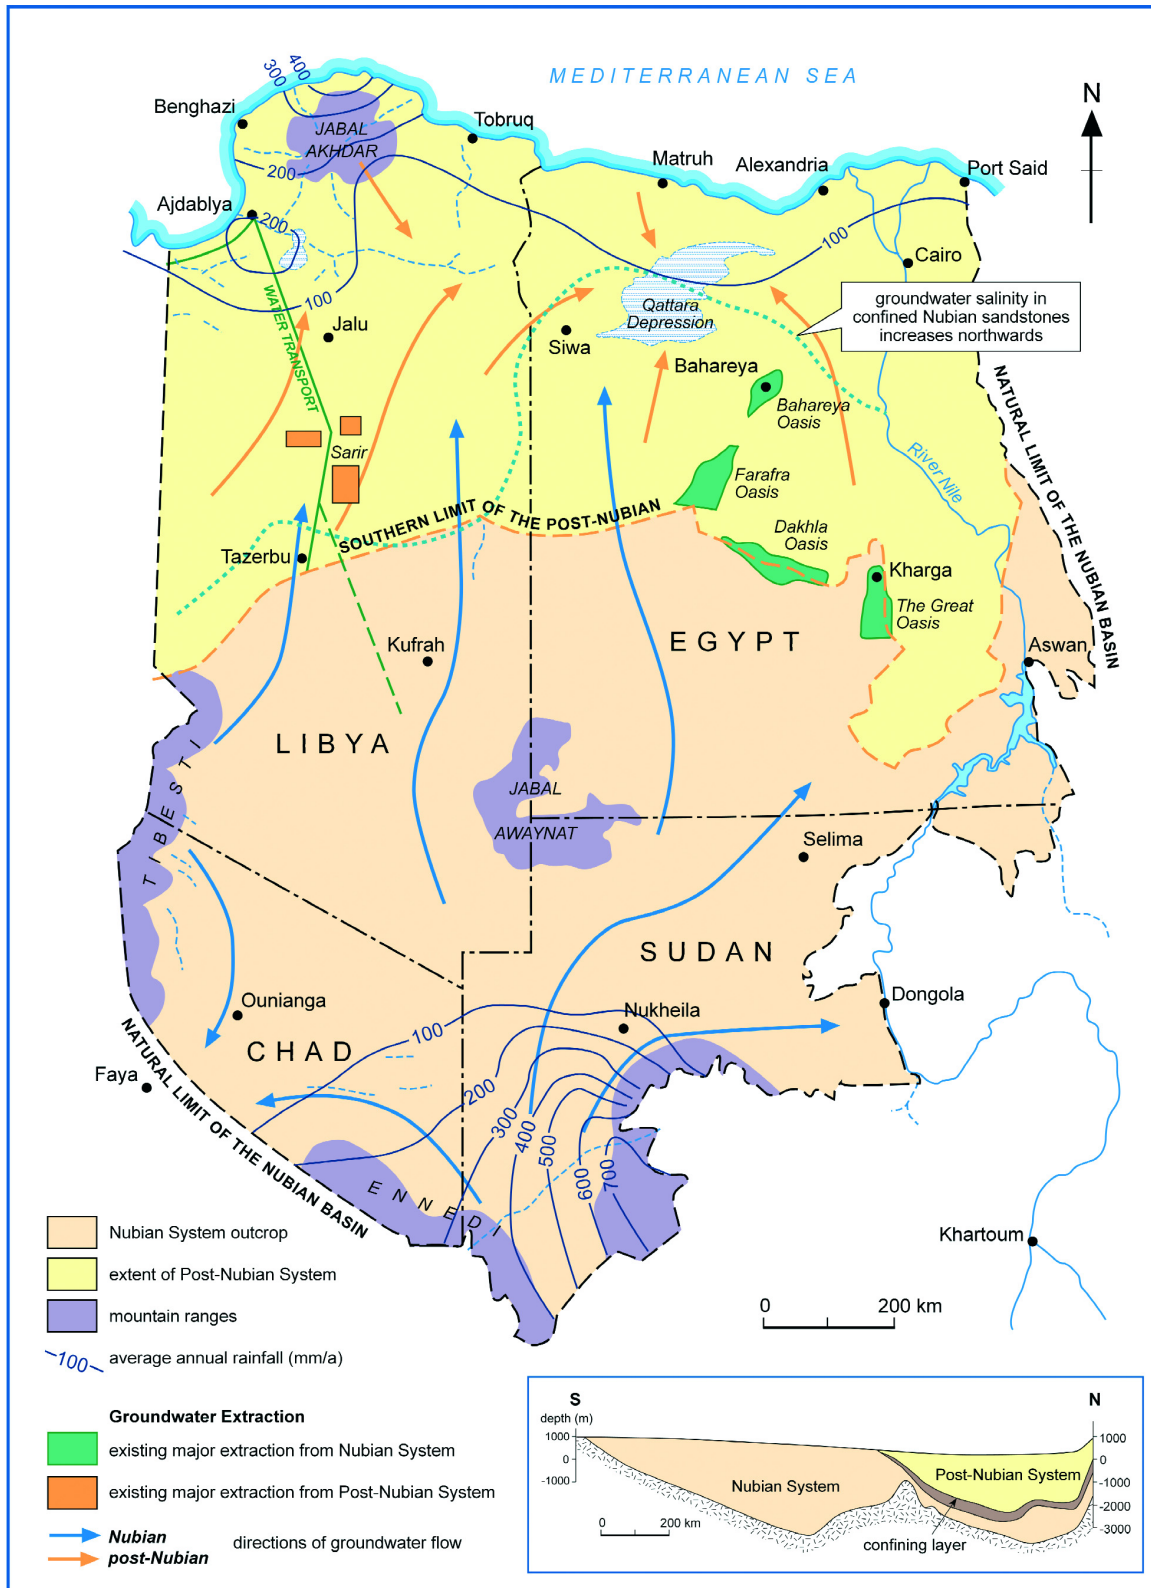 MEDITERRANEAN SEA
300
400
Benghazi
JABAL
AKHDAR
Tobruq
200
Matruh
Alexandria
Port Said
N
Ajdablya
200
100
Cairo
100
WATER TRANSPORT
Jalu
Siwa
Qattara
Depression
groundwater salinity in
confined Nubian sandstones
increases northwards
Bahareya
Bahareya
Oasis
NATURAL LIMIT OF THE NUBIAN BASIN
Sarir
Farafra
Oasis
River Nile
SOUTHERN LIMIT OF THE POST-NUBIAN
Dakhla
Oasis
Tazerbu
Kharga
The Great
Oasis
Kufrah
EGYPT
Aswan
LIBYA
TIBESTI
JABAL
AWAYNAT
Selima
SUDAN
Ounianga
Nukheila
Dongola
CHAD
100
Faya
NATURAL LIMIT OF THE NUBIAN BASIN
200
300
400
500
600
700
ENNEDI
Khartoum
0 200 km
Nubian System outcrop
extent of Post-Nubian System
mountain ranges
100 average annual rainfall (mm/a)
Groundwater Extraction
existing major extraction from Nubian System
existing major extraction from Post-Nubian System
Nubian
post-Nubian
directions of groundwater flow
S N
depth (m)
1000
0
-1000
1000
0
-1000
-2000
-3000
Nubian System
Post-Nubian System
confining layer
0 200 km